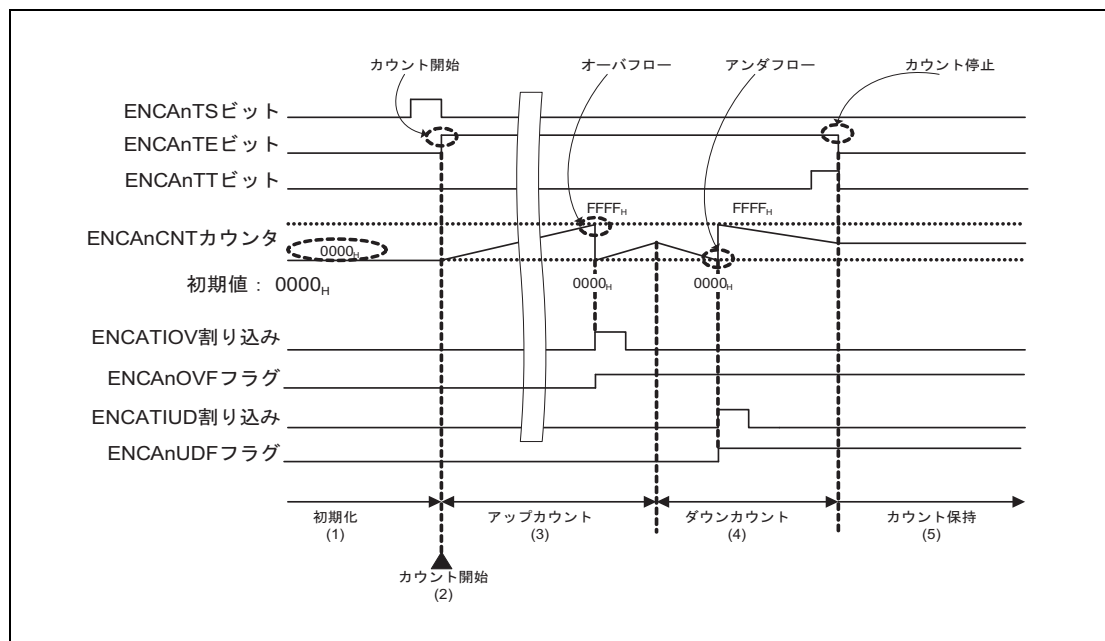 カウント開始 オーバフロー アンダフロー カウント停止
ENCAnTSビット
ENCAnTEビット
ENCAnTTビット
FFFFH FFFFH
ENCAnCNTカウンタ
0000H
0000H 0000H
初期値： 0000H
ENCATIOV割り込み
ENCAnOVFフラグ
ENCATIUD割り込み
ENCAnUDFフラグ
初期化 アップカウント ダウンカウント カウント保持
(1) (3) (4) (5)
カウント開始
(2)